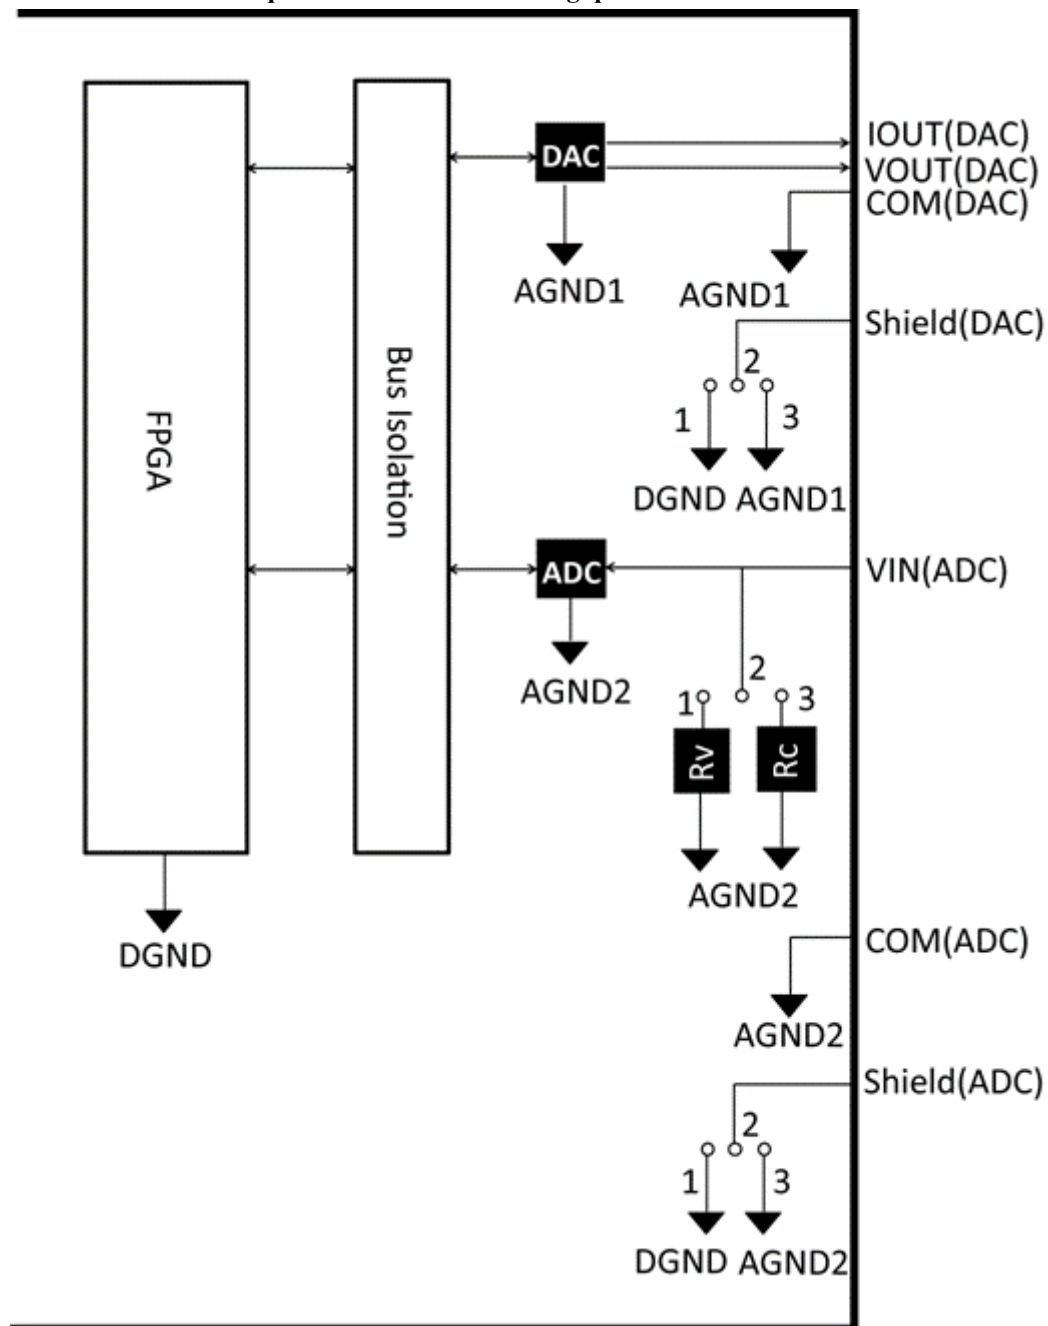 IOUT(DAC)
DAC
VOUT(DAC)
COM(DAC)
AGND1
AGND1
Shield(DAC)
2
1
3
DGND AGND1
FPGA
Bus Isolation
ADC
VIN(ADC)
AGND2
2
1
3
Rv
Rc
AGND2
DGND
COM(ADC)
AGND2
Shield(ADC)
2
1
3
DGND AGND2